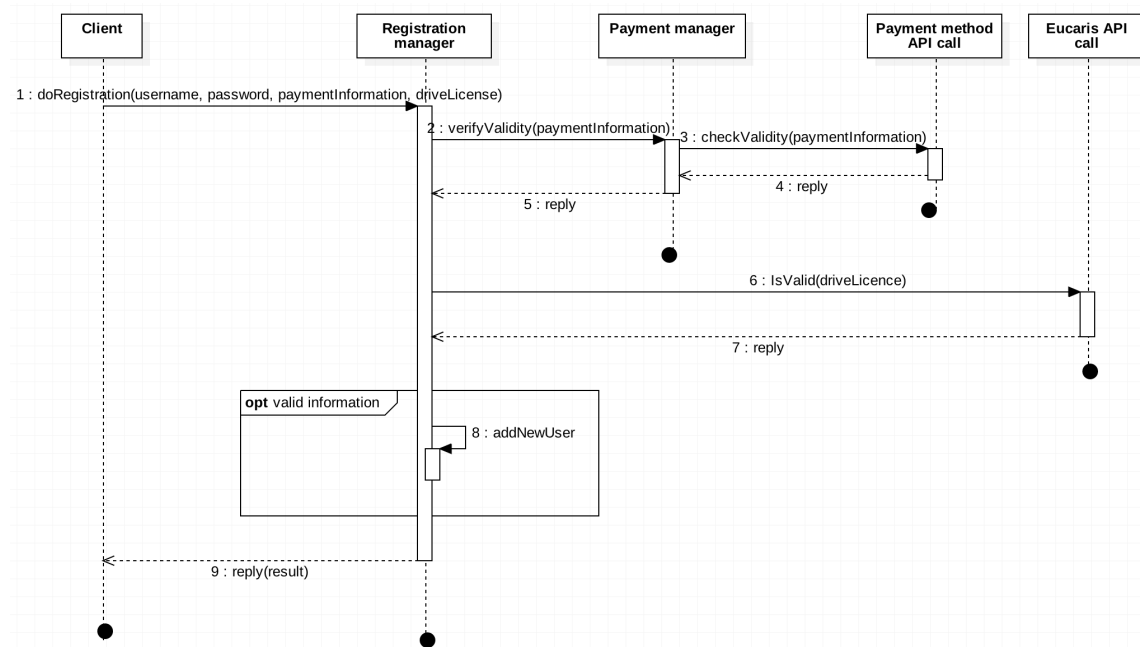 Client
Registration
manager
Payment manager
Payment method
API call
Eucaris API
call
1 : doRegistration(username, password, paymentInformation, driveLicense)
2 : verifyValidity(paymentInformation)
3 : checkValidity(paymentInformation)
4 : reply
5 : reply
6 : IsValid(driveLicence)
7 : reply
opt valid information
8 : addNewUser
9 : reply(result)